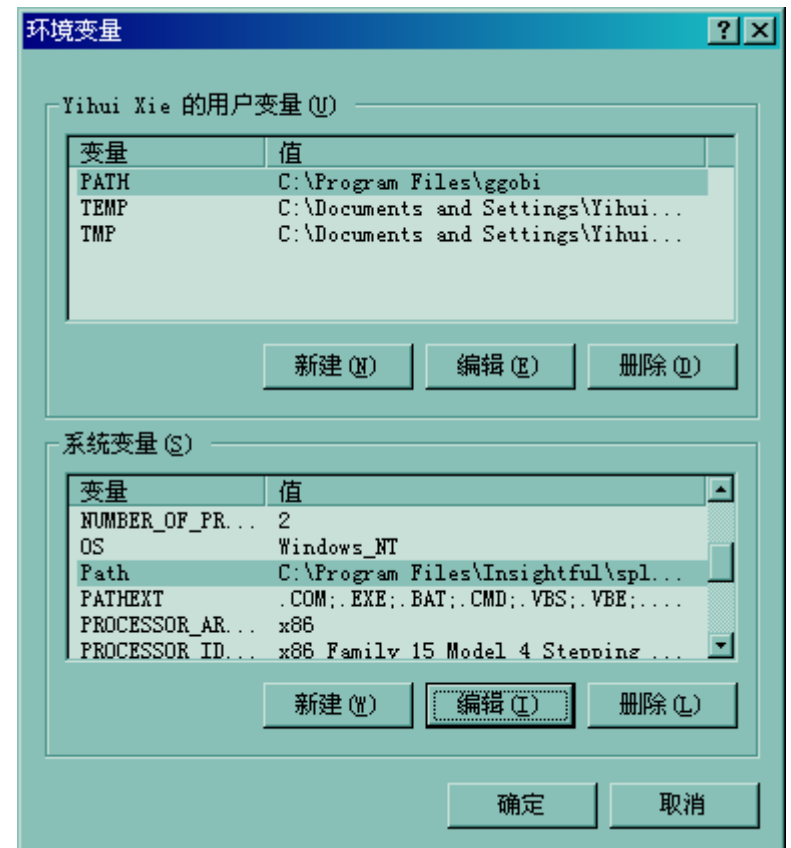 环境变量
Yihui Xie 的用户变量(U)
变量 值
PATH C:\Program Files\ggobi
TEMP C:\Documents and Settings\Yihui...
TMP C:\Documents and Settings\Yihui...
新建(N) 编辑(E) 删除(D)
系统变量(S)
变量 值
NUMBER_OF_PR... 2
OS Windows_NT
Path C:\Program Files\Insightful\spl...
PATHEXT .COM;.EXE;.BAT;.CMD;.VBS;.VBE;....
PROCESSOR_AR... x86
PROCESSOR_ID... x86 Family 15 Model 4 Stepping ...
新建(W) 编辑(I) 删除(L)
确定 取消